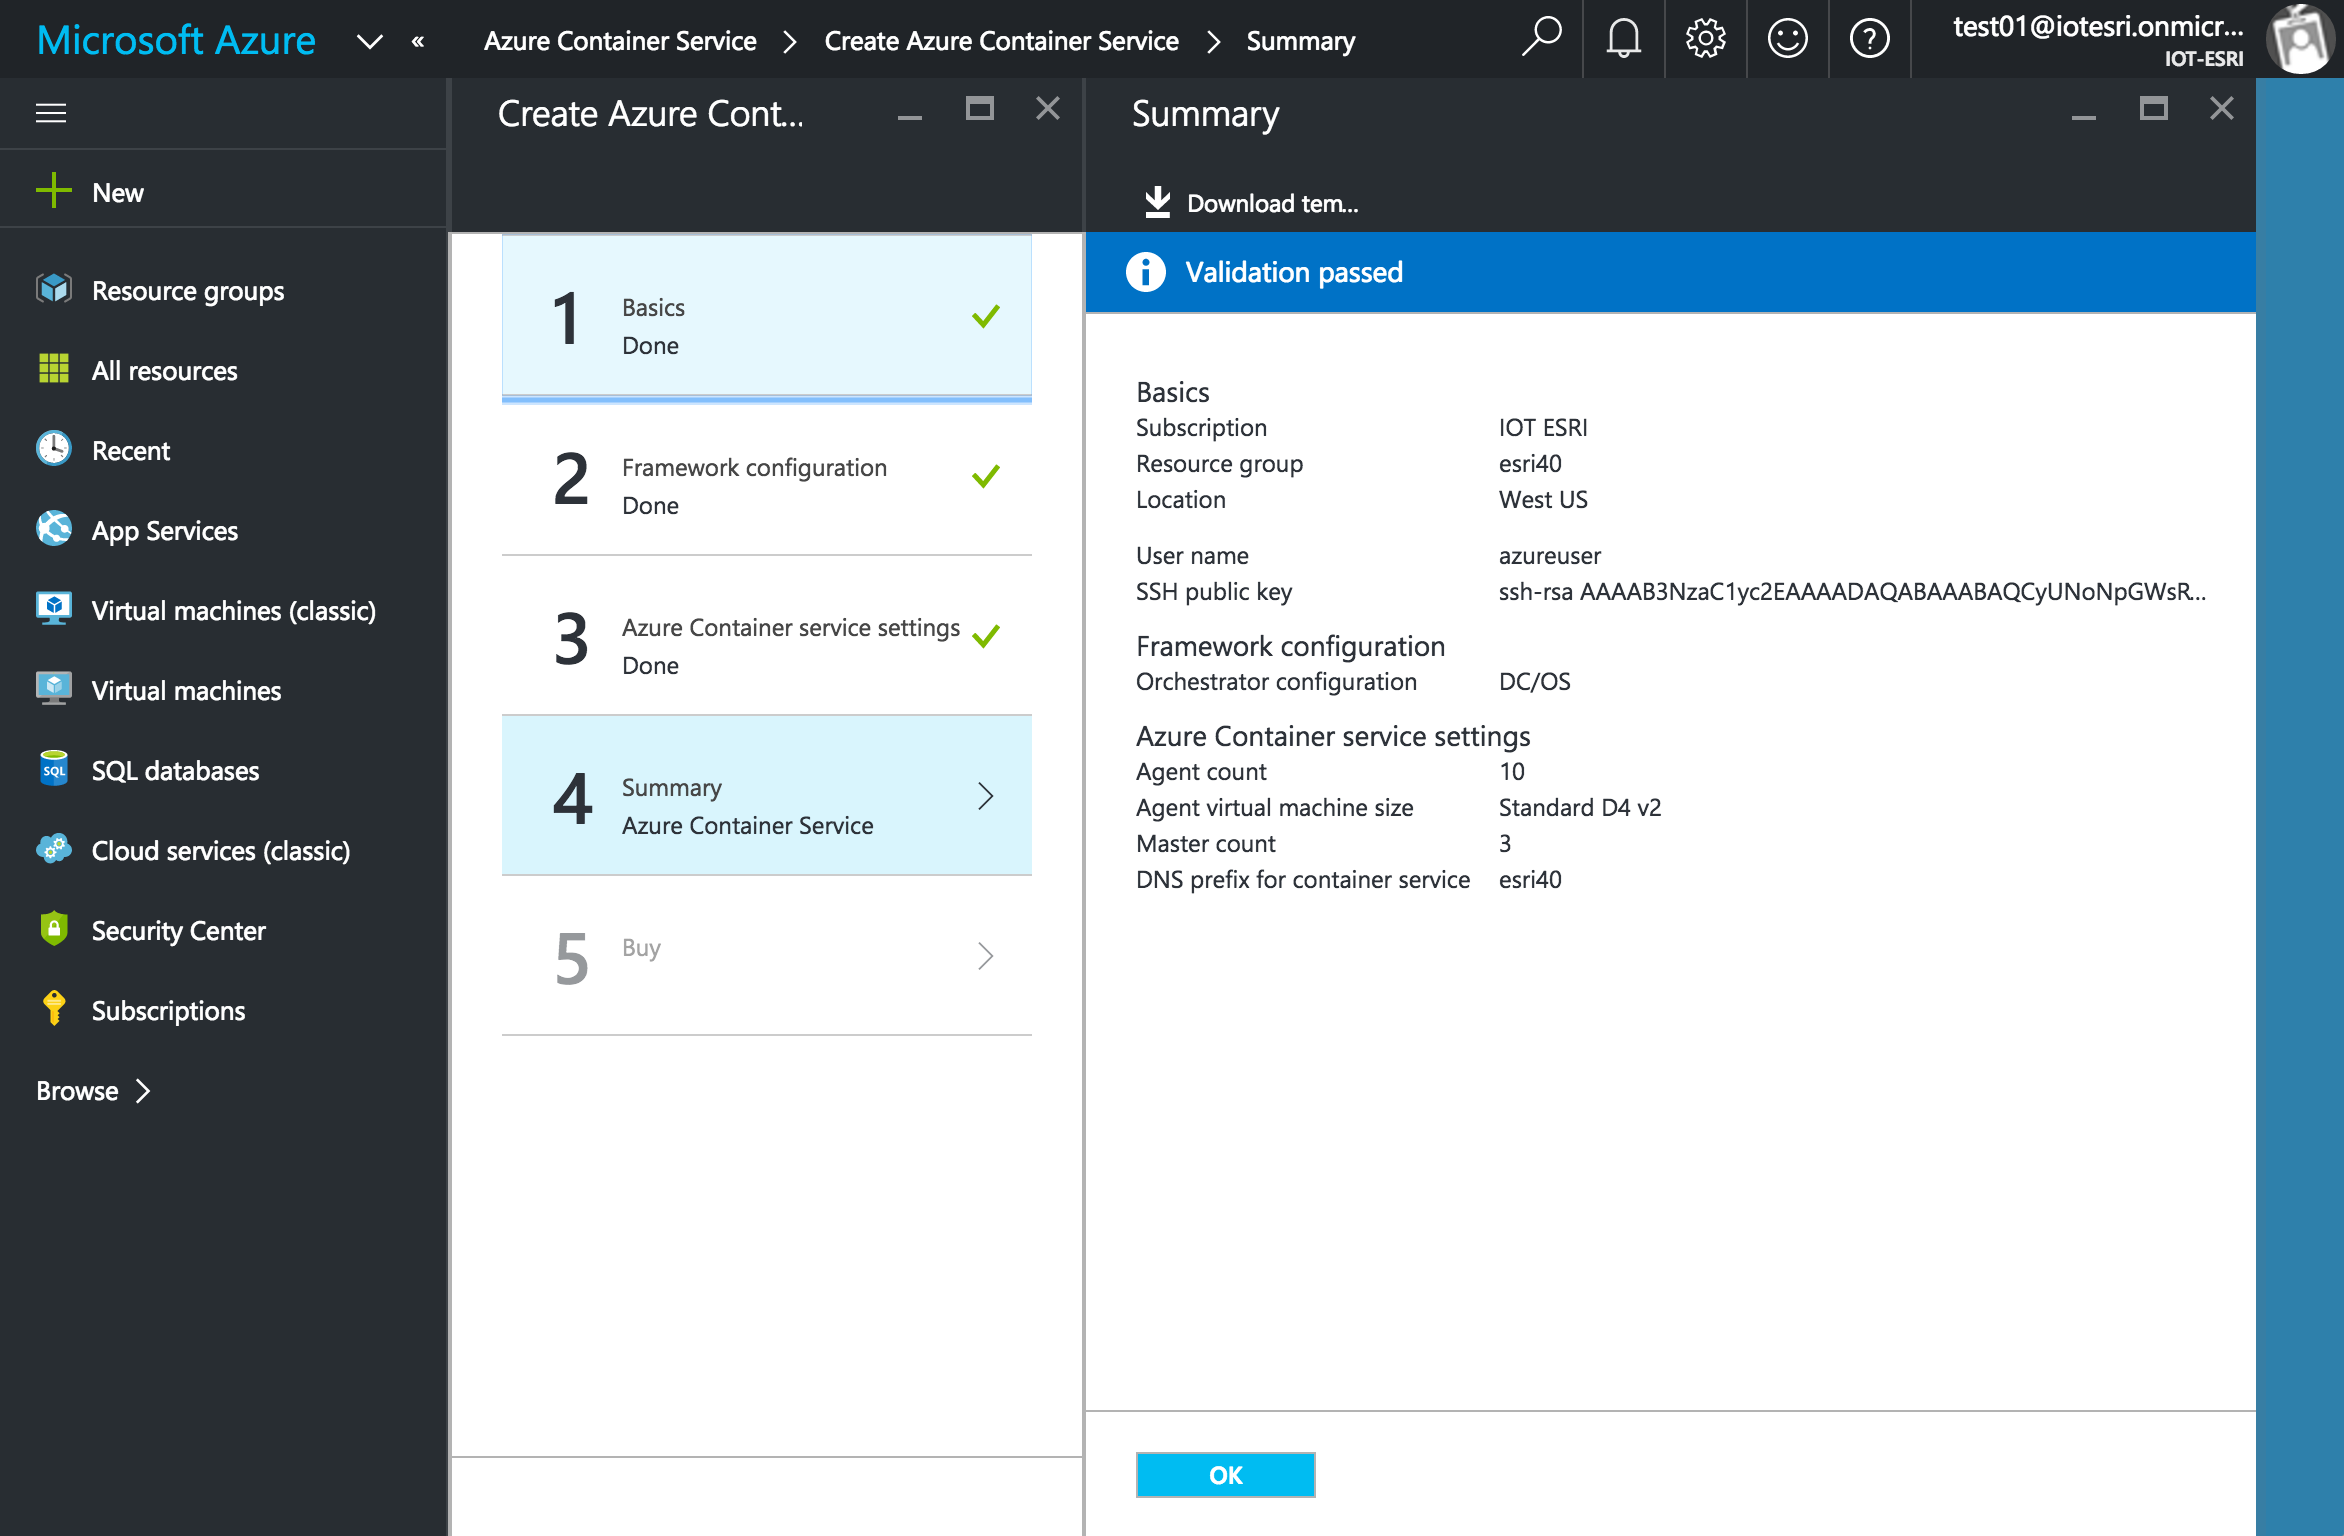 Microsoft Azure
«
Azure Container Service > Create Azure Container Service > Summary
test01@iotesri.onmicr...
IOT-ESRI
New
Resource groups
All resources
Recent
App Services
Virtual machines (classic)
Virtual machines
SQL
SQL databases
Cloud services (classic)
Security Center
Subscriptions
Browse >
Create Azure Cont...
1
Basics
Done
2
Framework configuration
Done
3
Azure Container service settings
Done
4
Summary
Azure Container Service
5
Buy
Summary
Download tem...
Validation passed
Basics
Subscription IOT ESRI
Resource group esri40
Location West US
User name azureuser
SSH public key ssh-rsa AAAAB3NzaC1yc2EAAAADAQABAAABAQCyUNoNpGWsR...
Framework configuration
Orchestrator configuration DC/OS
Azure Container service settings
Agent count 10
Agent virtual machine size Standard D4 v2
Master count 3
DNS prefix for container service esri40
OK